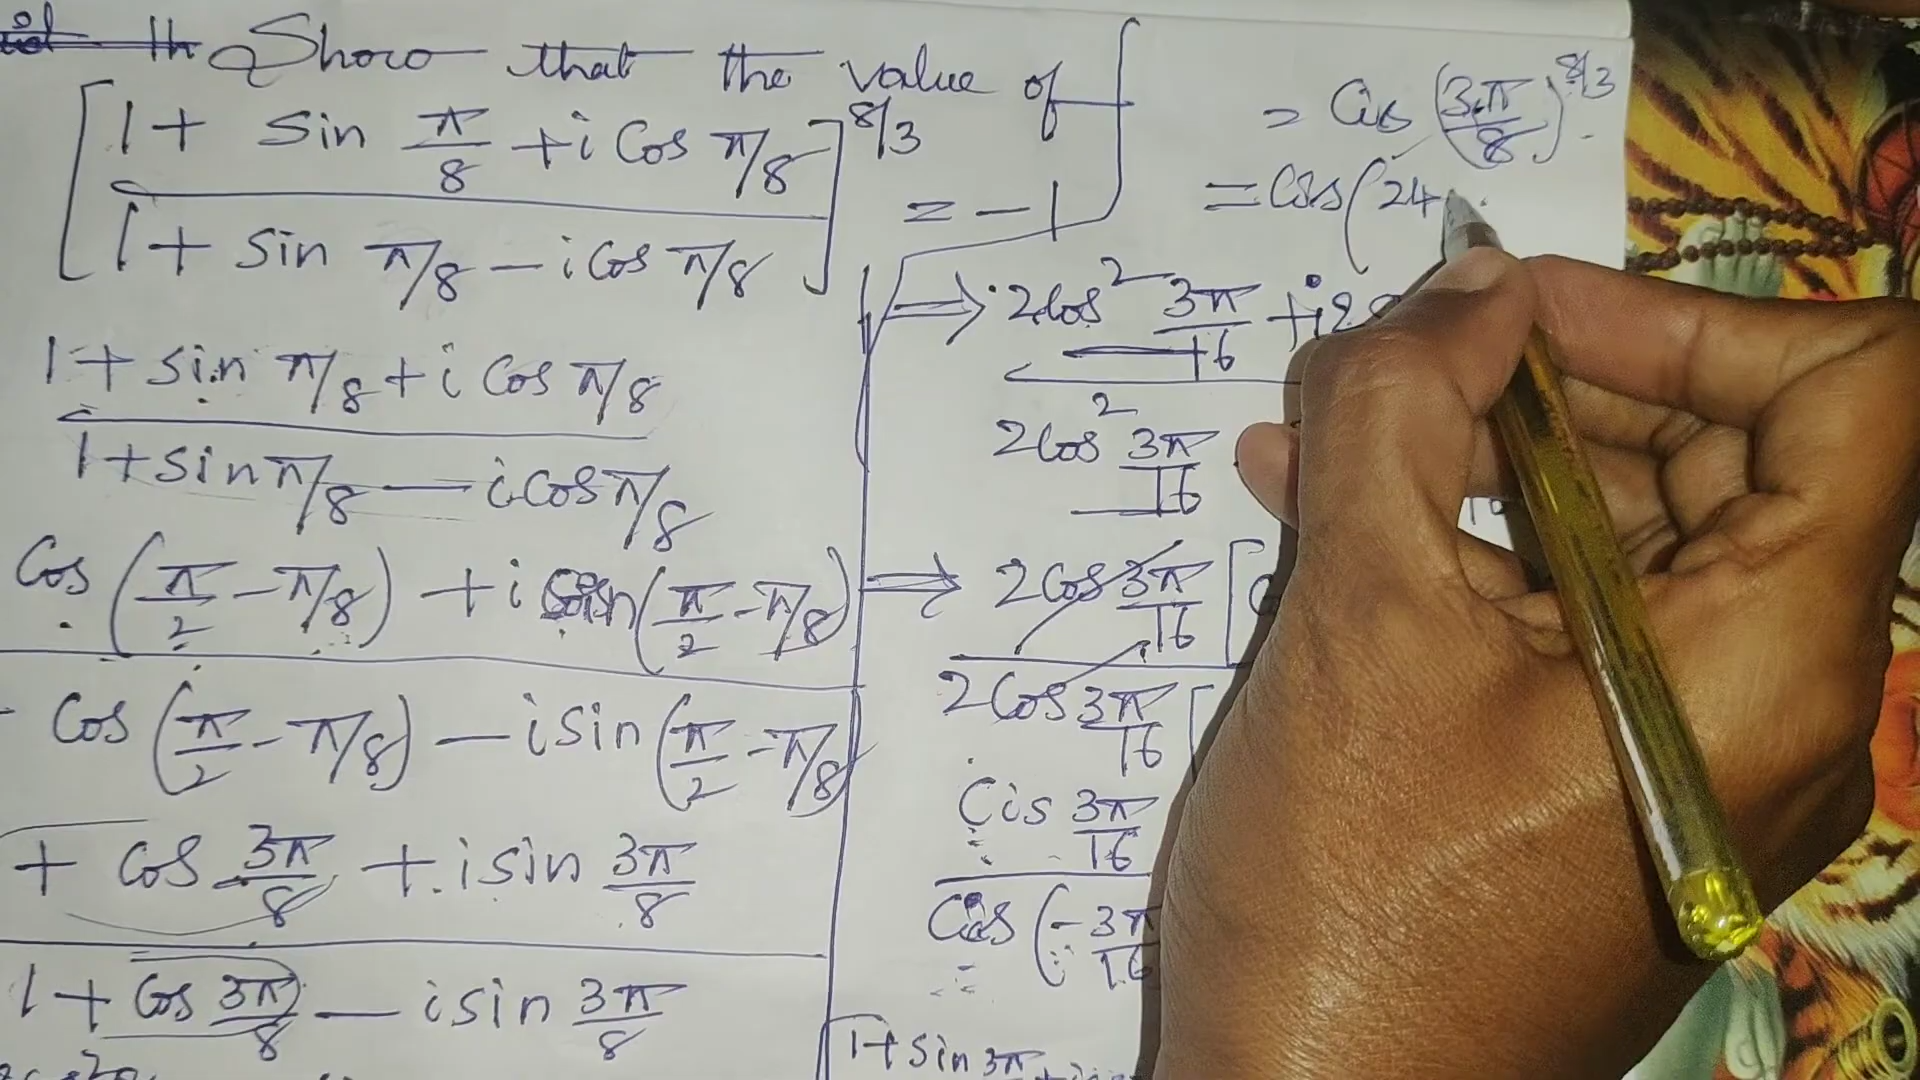 Show that the value of
[1 + sin π/8 + i cos π/8 / 1 + sin π/8 - i cos π/8]^8/3 = -1
1 + sin π/8 + i cos π/8
1 + sin π/8 - i cos π/8
cos (π/2 - π/8) + i sin (π/2 - π/8)
cos (π/2 - π/8) - i sin (π/2 - π/8)
+ cos 3π/8 + i sin 3π/8
1 + cos 3π/8 - i sin 3π/8
= Cis (3π/8)^8/3
= Cis (24
⇒ 2cos² 3π/16 + i2
2cos² 3π/16
⇒ 2cos 3π/16 [
2cos 3π/16 [
Cis 3π/16
Cis (-3π/16
1 + sin 3π